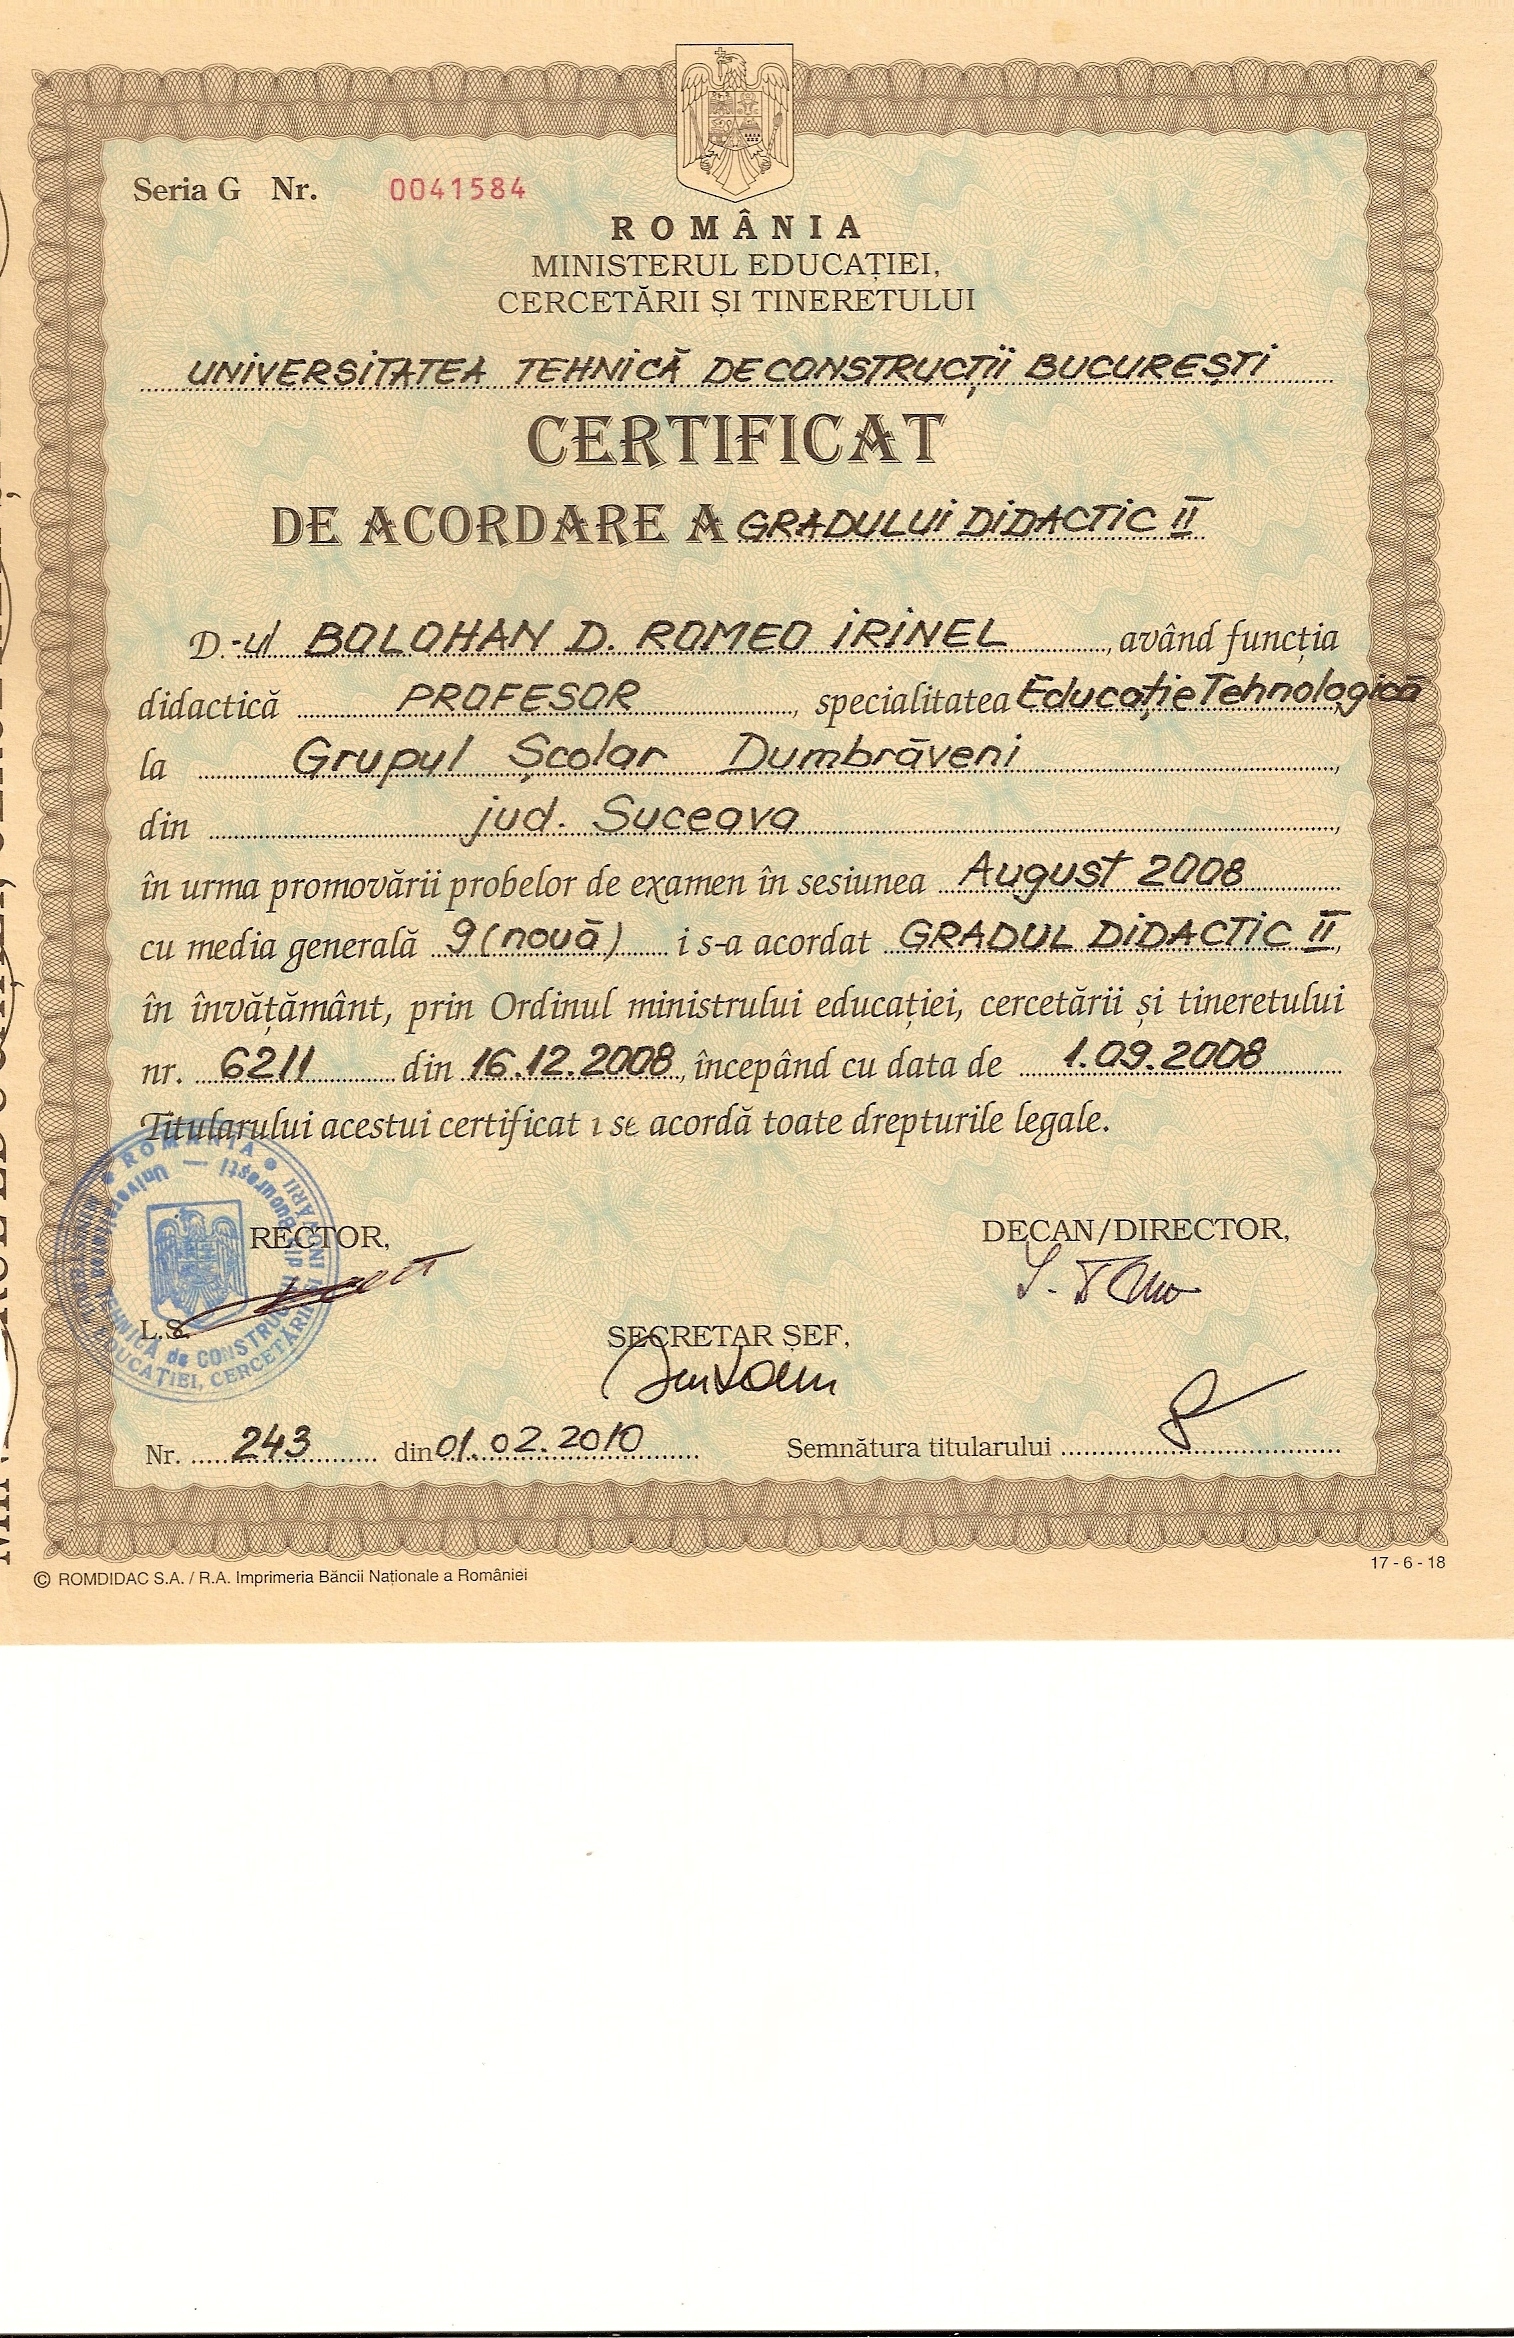 Seria G Nr. 0041584
ROMÂNIA
MINISTERUL EDUCAȚIEI,
CERCETĂRII ȘI TINERETULUI
UNIVERSITATEA TEHNICĂ DE CONSTRUCȚII BUCUREȘTI
CERTIFICAT
DE ACORDARE A GRADULUI DIDACTIC II
D-ul BOLOHAN D. ROMEO IRINEL, având funcția
didactică PROFESOR, specialitatea Educație Tehnologică
la Grupul Școlar Dumbrăveni,
din jud. Suceava,
în urma promovării probelor de examen în sesiunea August 2008
cu media generală 9 (nouă) i s-a acordat GRADUL DIDACTIC II,
în învățământ, prin Ordinul ministrului educației, cercetării și tineretului
nr. 6211 din 16.12.2008, începând cu data de 1.09.2008
Titularului acestui certificat i se acordă toate drepturile legale.
ROMÂNIA
RECTOR,
DECAN/DIRECTOR,
L.S.
SECRETAR ȘEF,
Nr. 243 din 01.02.2010 Semnătura titularului
© ROMDIDAC S.A. / R.A. Imprimeria Băncii Naționale a României
17 - 6 - 18